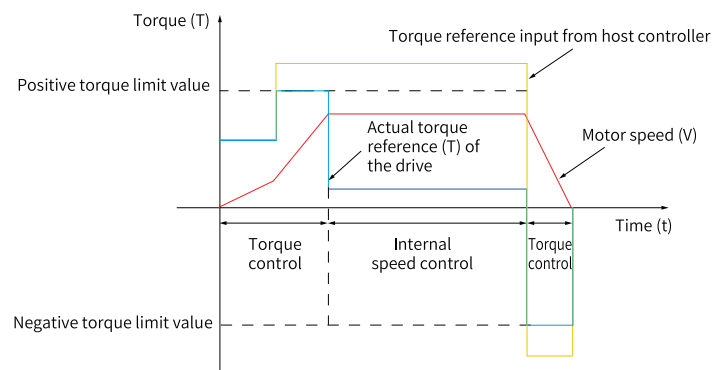 Torque (T)
Torque reference input from host controller
Positive torque limit value
Actual torque
reference (T) of
the drive
Motor speed (V)
Time (t)
Torque
control
Internal
speed control
Torque
control
Negative torque limit value